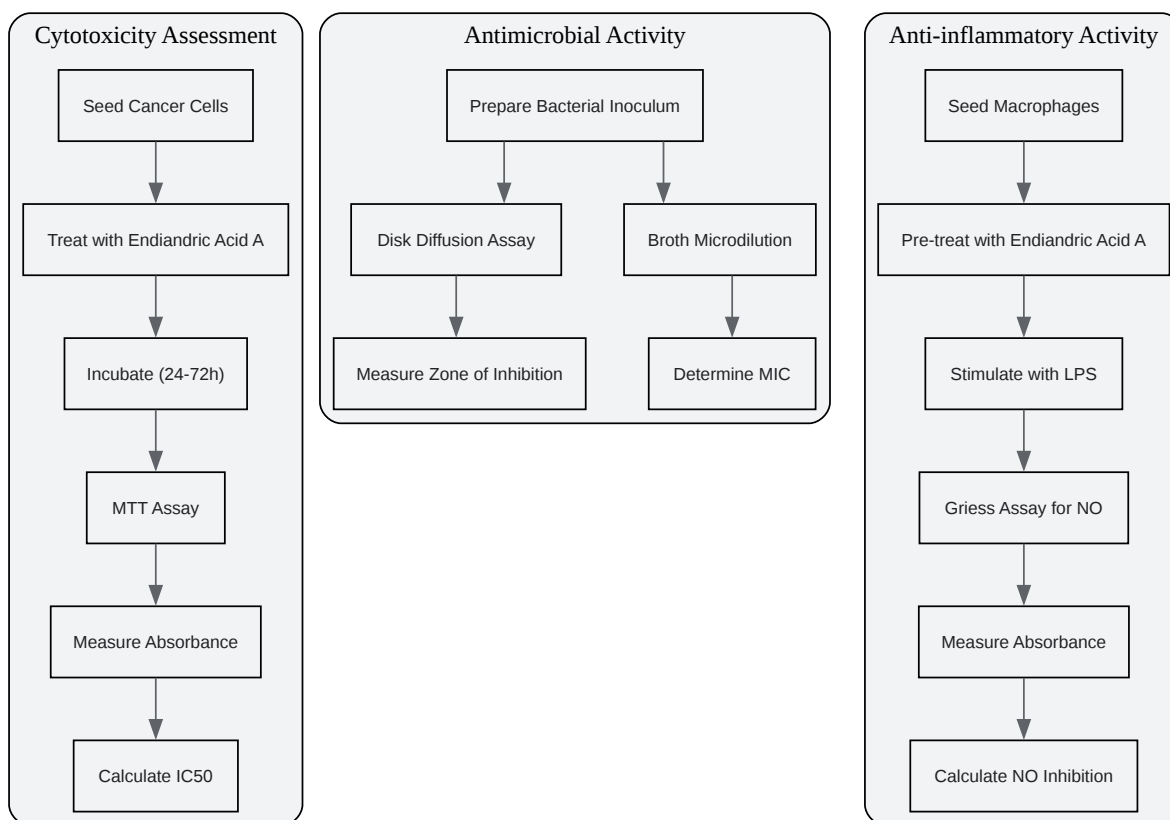 Cytotoxicity Assessment
Seed Cancer Cells
Treat with Endiandric Acid A
Incubate (24-72h)
MTT Assay
Measure Absorbance
Calculate IC50
Antimicrobial Activity
Prepare Bacterial Inoculum
Disk Diffusion Assay
Broth Microdilution
Measure Zone of Inhibition
Determine MIC
Anti-inflammatory Activity
Seed Macrophages
Pre-treat with Endiandric Acid A
Stimulate with LPS
Griess Assay for NO
Measure Absorbance
Calculate NO Inhibition